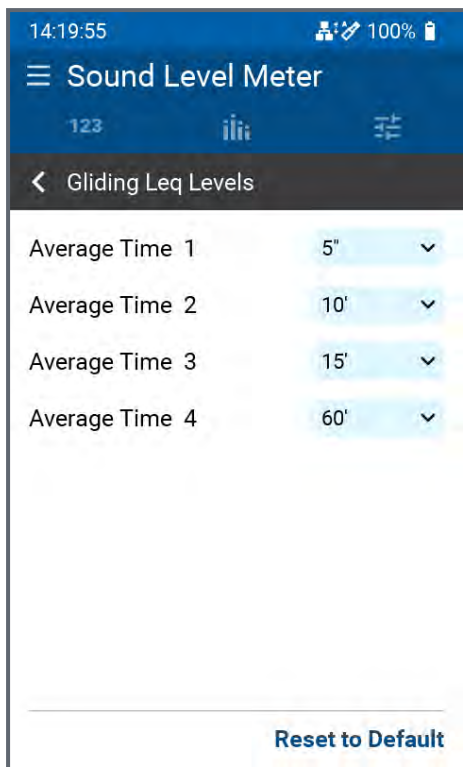 14:19:55 100%
Sound Level Meter
123
Gliding Leq Levels
Average Time 1 5"
Average Time 2 10'
Average Time 3 15'
Average Time 4 60'
Reset to Default